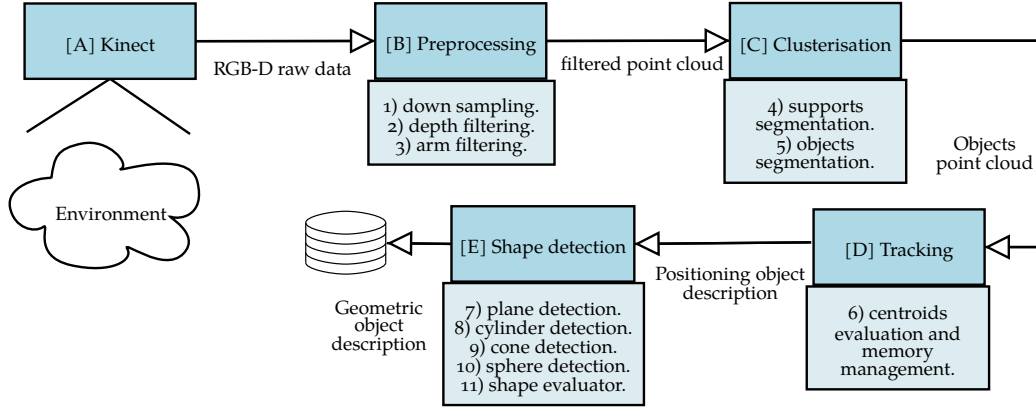 [A] Kinect
RGB-D raw data
[B] Preprocessing
1) down sampling.
2) depth filtering.
3) arm filtering.
filtered point cloud
[C] Clusterisation
4) supports
segmentation.
5) objects
segmentation.
Objects
point cloud
Environment
[D] Tracking
6) centroids
evaluation and
memory
management.
Positioning object
description
[E] Shape detection
7) plane detection.
8) cylinder detection.
9) cone detection.
10) sphere detection.
11) shape evaluator.
Geometric
object
description